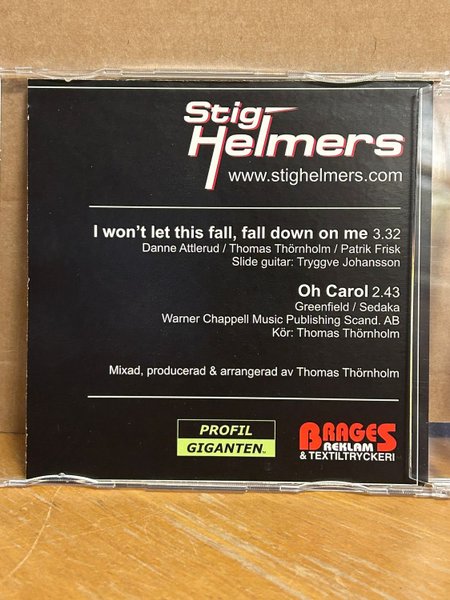 Stig
Helmers
www.stighelmers.com
I won't let this fall, fall down on me 3.32
Danne Attlerud / Thomas Thörnholm / Patrik Frisk
Slide guitar: Tryggve Johansson
Oh Carol 2.43
Greenfield / Sedaka
Warner Chappell Music Publishing Scand. AB
Kör: Thomas Thörnholm
Mixad, producerad & arrangerad av Thomas Thörnholm
PROFIL
GIGANTEN
BRAGES
REKLAM
& TEXTILTRYCKERI